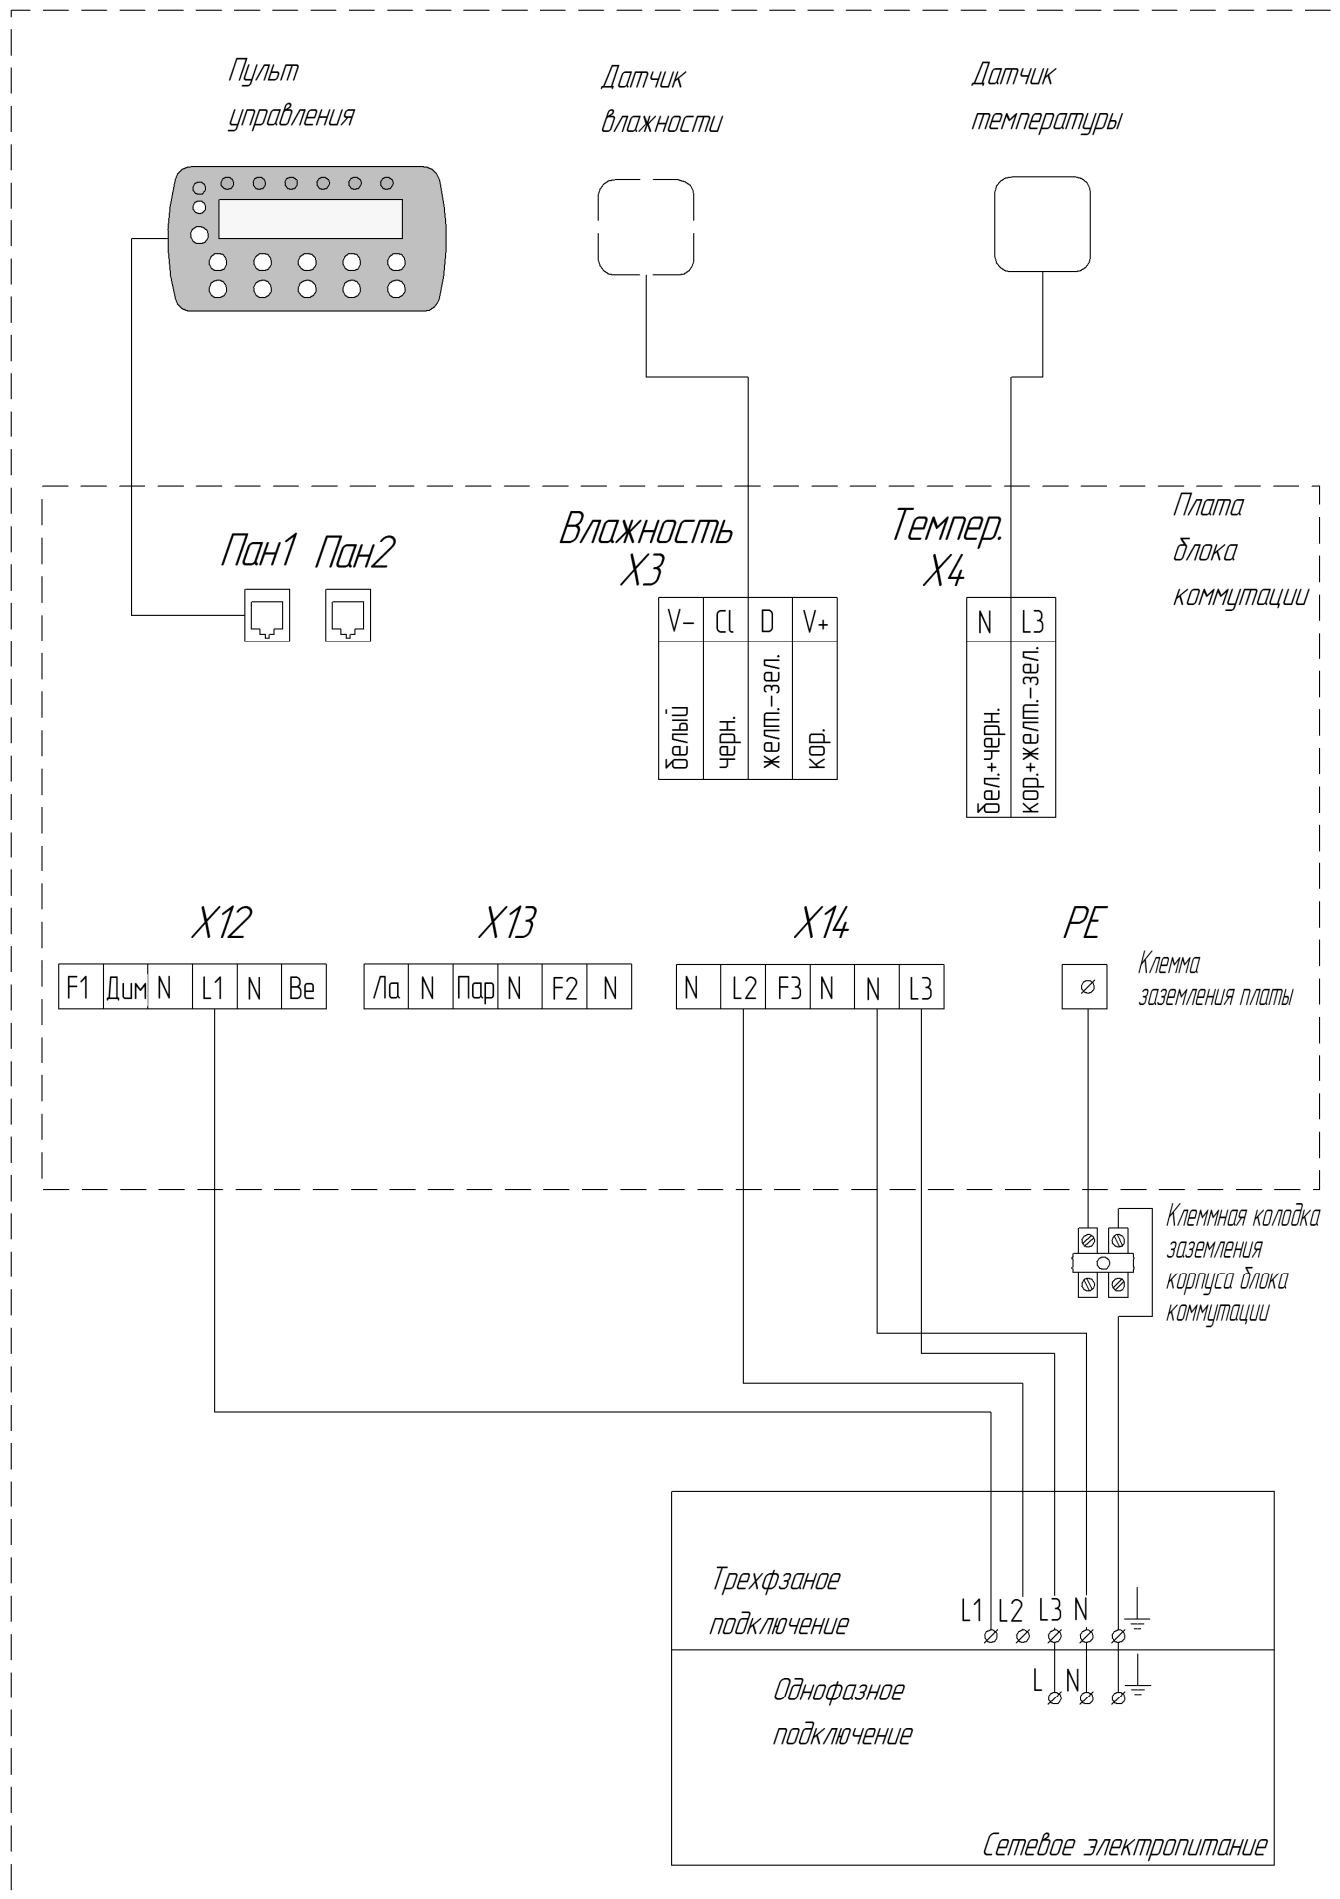 Пульт
управления
Датчик
влажности
Датчик
температуры
Пан1 Пан2
Влажность
X3
Темпер.
X4
Плата
блока
коммутации
V- Cl D V+
белый черн. желт.-зел. кор.
N L3
бел.+черн. кор.+желт.-зел.
X12 X13 X14 PE
F1 Дим N L1 N Ве
Ла N Пар N F2 N
N L2 F3 N N L3
Клемма
заземления платы
Клеммная колодка
заземления
корпуса блока
коммутации
Трехфзаное
подключение
L1 L2 L3 N
Однофазное
подключение
L N
Сетевое электропитание